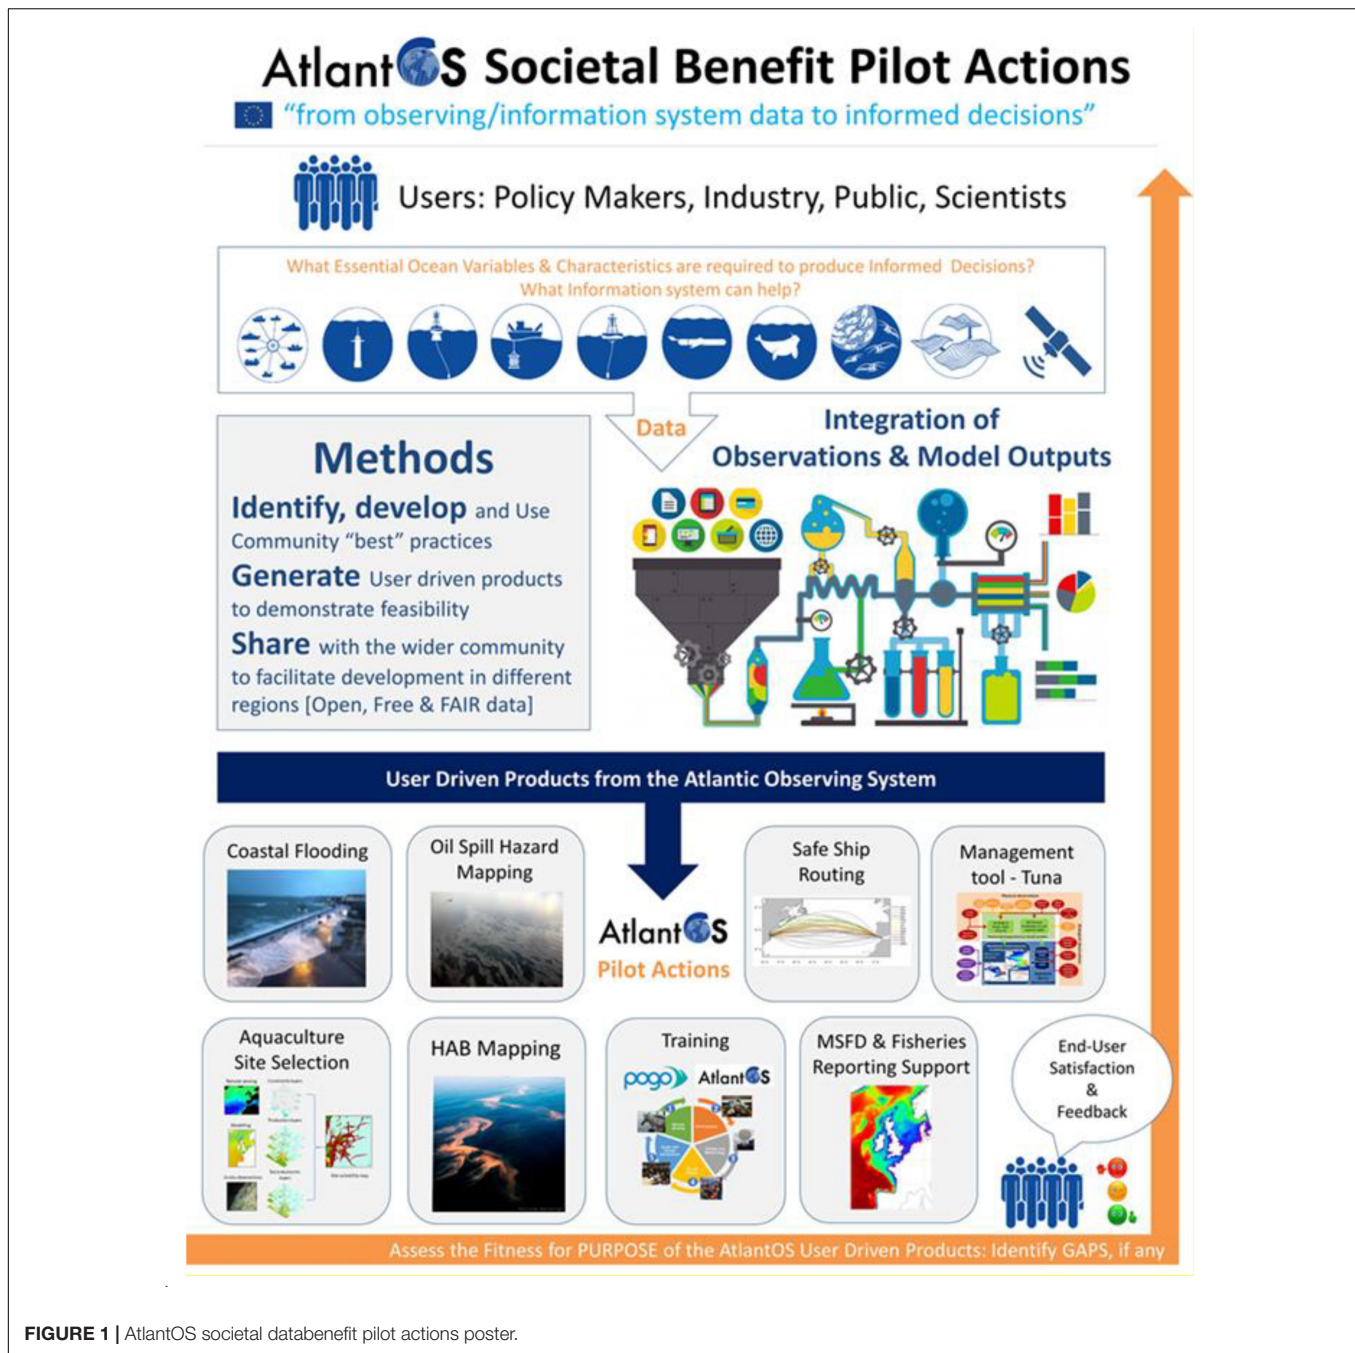 AtlantOS Societal Benefit Pilot Actions
“from observing/information system data to informed decisions”
Users: Policy Makers, Industry, Public, Scientists
What Essential Ocean Variables & Characteristics are required to produce Informed Decisions?
What Information system can help?
Data
Integration of
Observations & Model Outputs
Methods
Identify, develop and Use
Community “best” practices
Generate User driven products
to demonstrate feasibility
Share with the wider community
to facilitate development in different
regions [Open, Free & FAIR data]
User Driven Products from the Atlantic Observing System
Coastal Flooding
Oil Spill Hazard
Mapping
AtlantOS
Pilot Actions
Safe Ship
Routing
Management
tool - Tuna
Aquaculture
Site Selection
HAB Mapping
Training
pogo
AtlantOS
MSFD & Fisheries
Reporting Support
End-User
Satisfaction
&
Feedback
Assess the Fitness for PURPOSE of the AtlantOS User Driven Products: Identify GAPS, if any
FIGURE 1 | AtlantOS societal databenefit pilot actions poster.